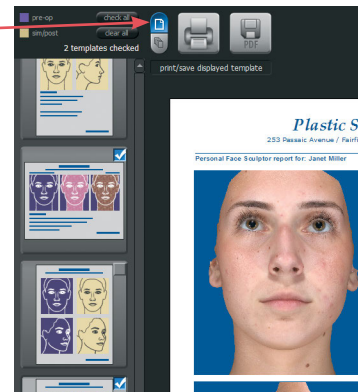 pre-op
check all
sim/post
clear all
2 templates checked
PDF
print/save displayed template
Plastic S
253 Passaic Avenue / Fairf
Personal Face Sculptor report for: Janet Miller